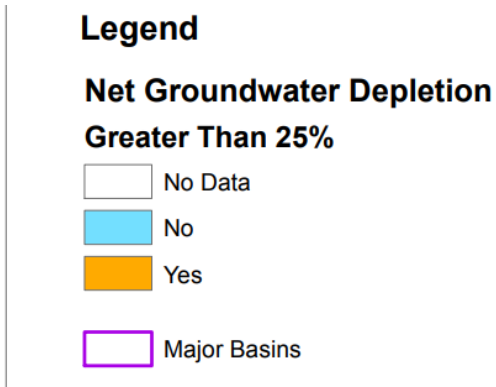 Legend
Net Groundwater Depletion
Greater Than 25%
No Data
No
Yes
Major Basins